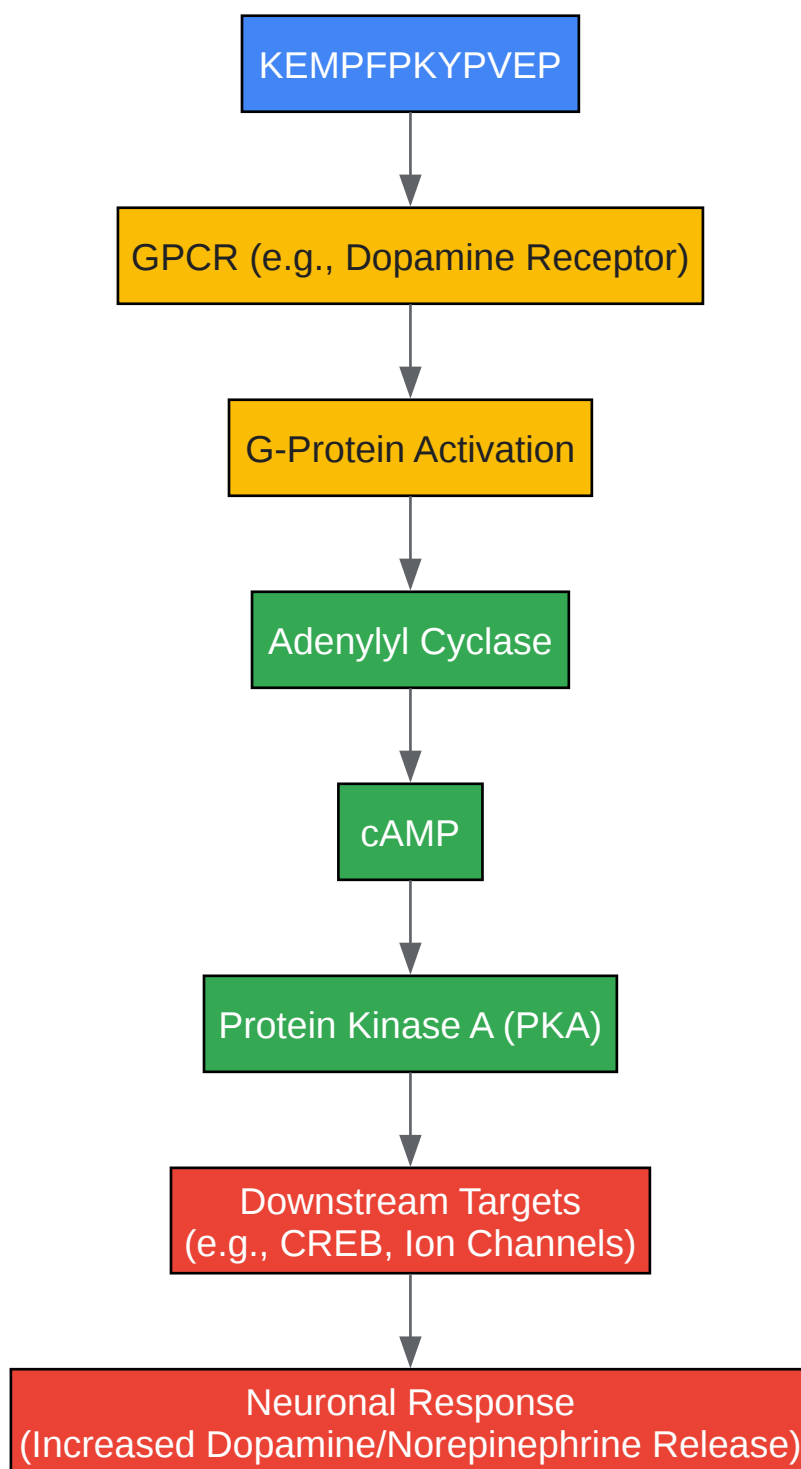 KEMPFPKYPVEP
GPCR (e.g., Dopamine Receptor)
G-Protein Activation
Adenylyl Cyclase
cAMP
Protein Kinase A (PKA)
Downstream Targets
(e.g., CREB, Ion Channels)
Neuronal Response
(Increased Dopamine/Norepinephrine Release)